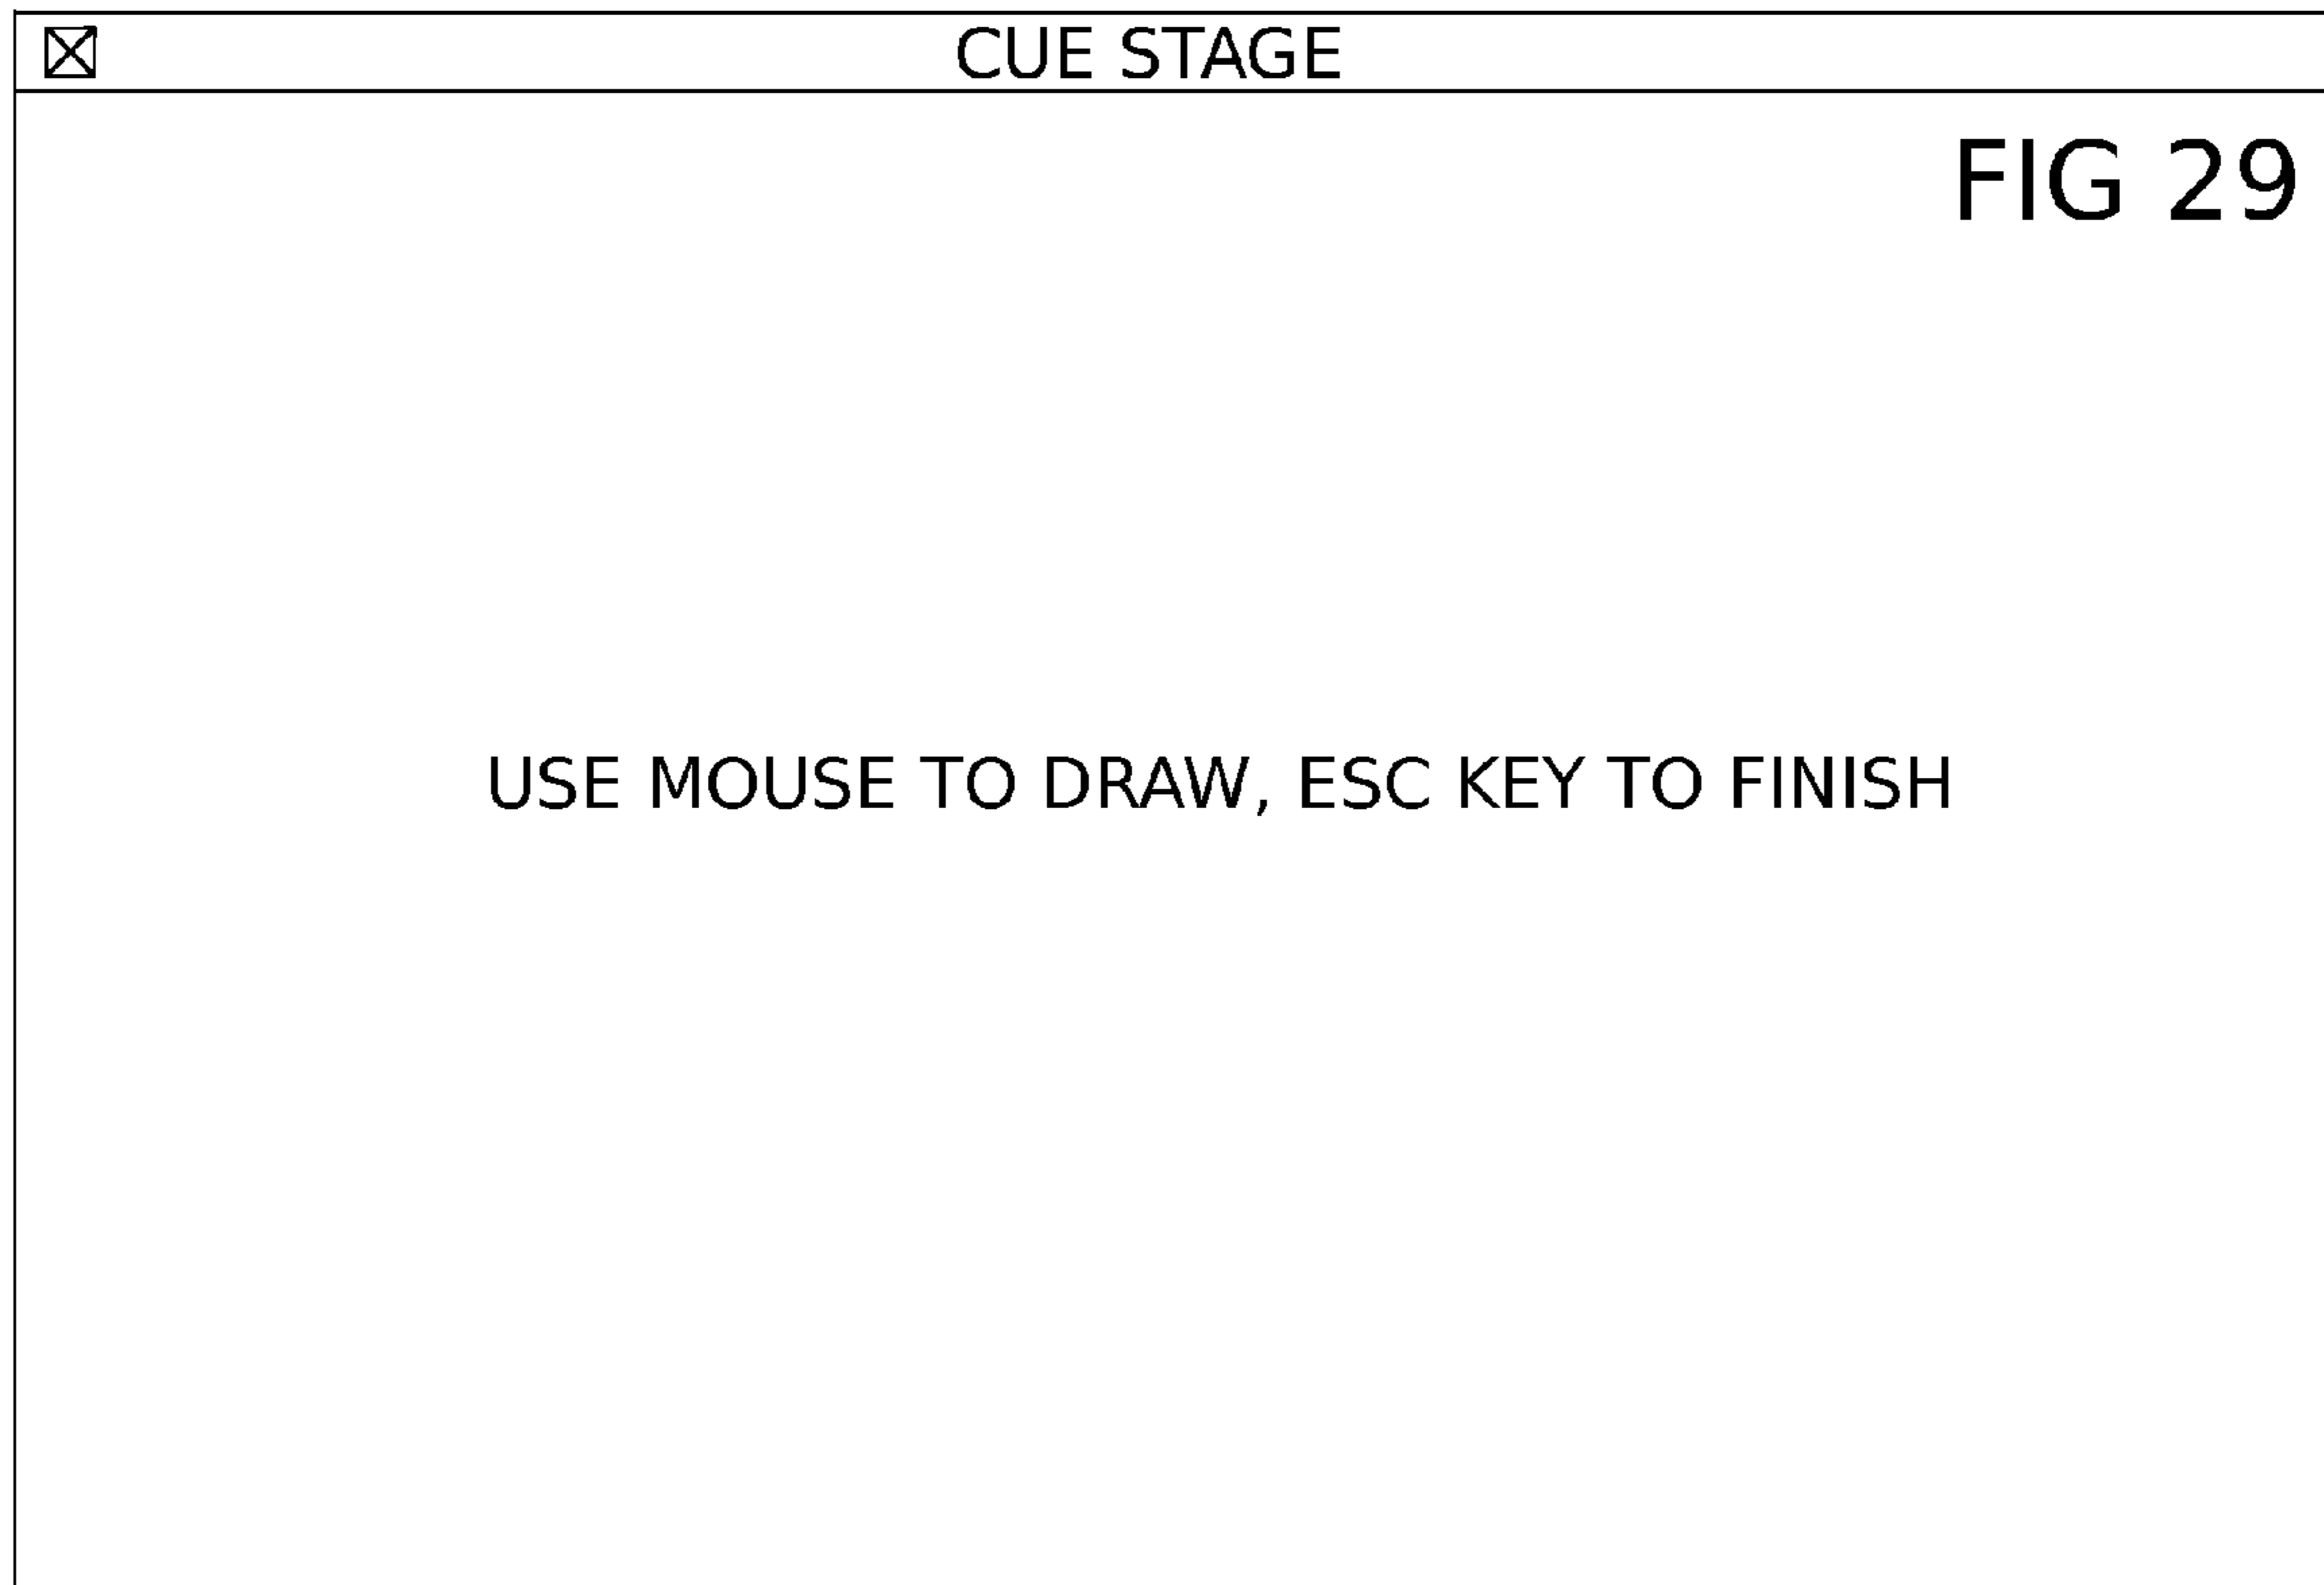 CUE STAGE
FIG 29
USE MOUSE TO DRAW, ESC KEY TO FINISH